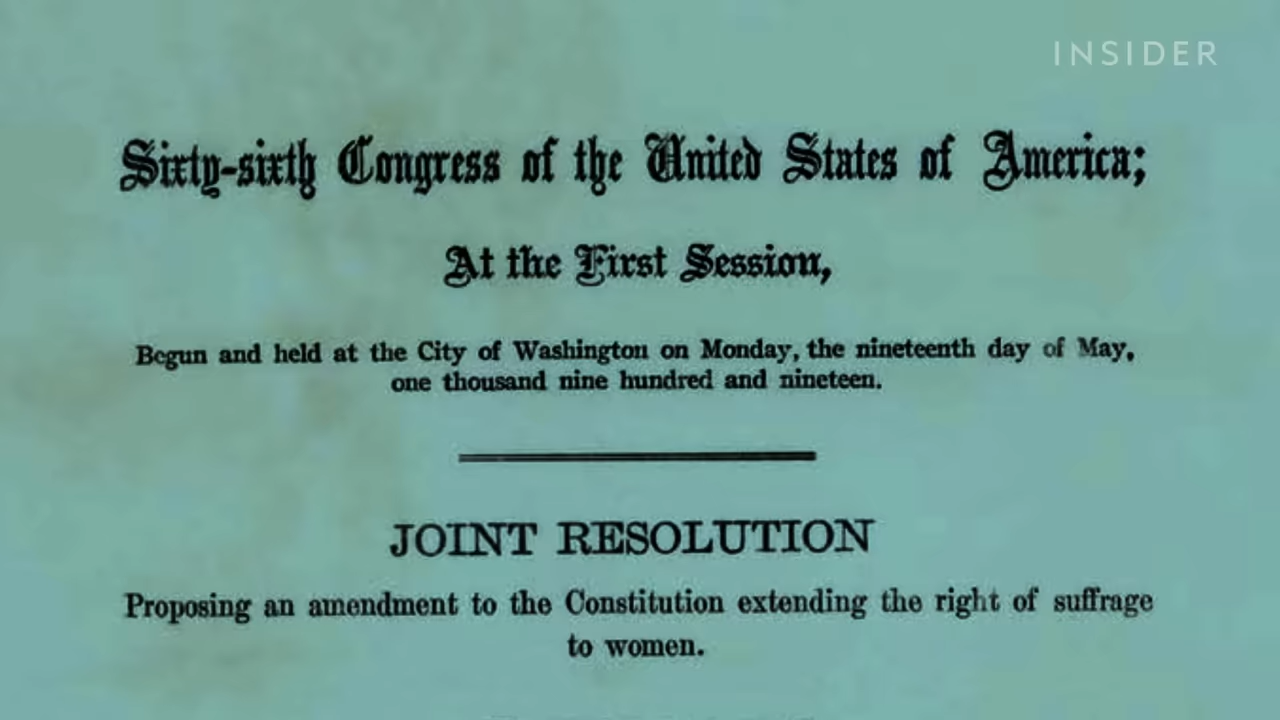 INSIDER
Sixty-sixth Congress of the United States of America;
At the First Session,
Begun and held at the City of Washington on Monday, the nineteenth day of May,
one thousand nine hundred and nineteen.
JOINT RESOLUTION
Proposing an amendment to the Constitution extending the right of suffrage
to women.